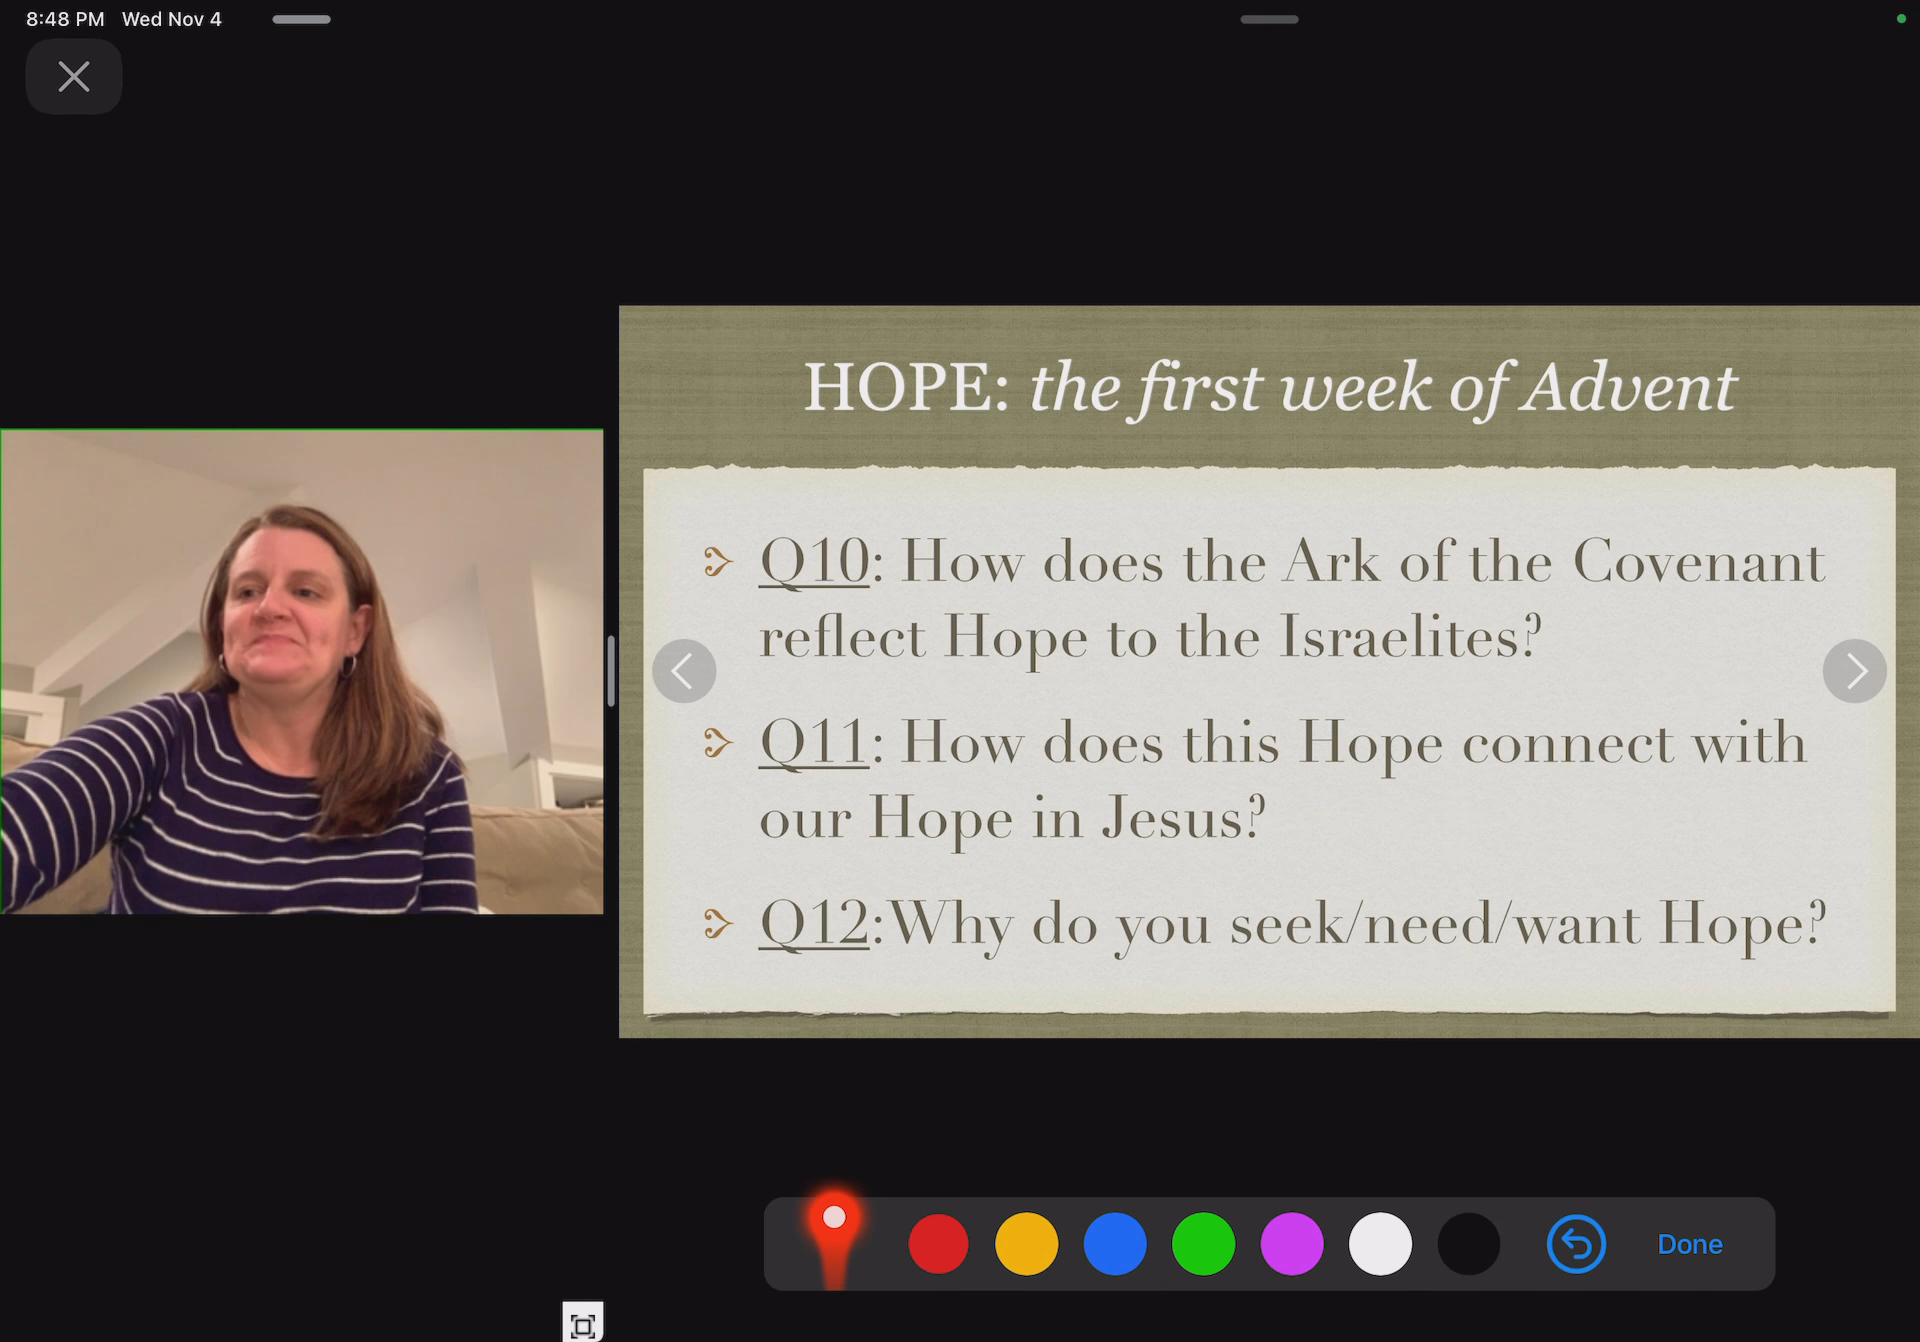 8:48 PM Wed Nov 4
HOPE: the first week of Advent
Q10: How does the Ark of the Covenant
reflect Hope to the Israelites?
Q11: How does this Hope connect with
our Hope in Jesus?
Q12:Why do you seek/need/want Hope?
Done